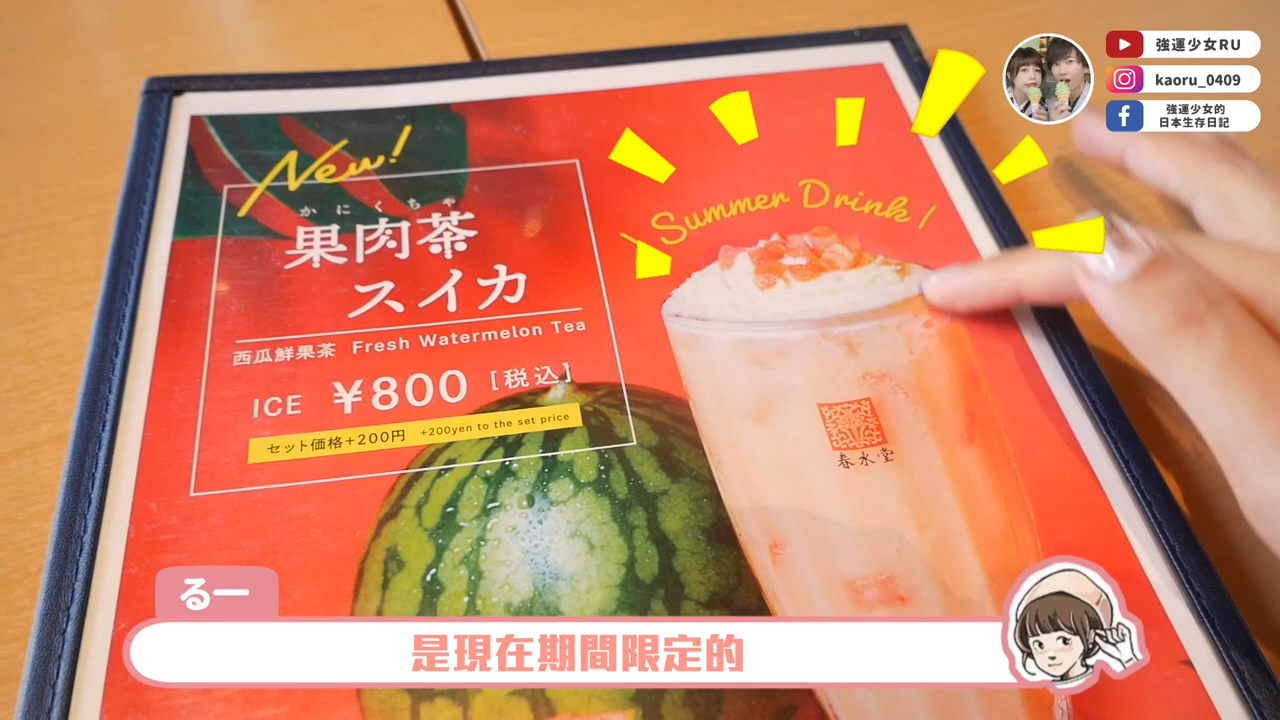 強運少女RU
kaoru_0409
強運少女的
日本生存日記
New!
かにくちゃ
果肉茶
スイカ
西瓜鮮果茶 Fresh Watermelon Tea
ICE ¥800 [税込]
セット価格+200円 +200yen to the set price
Summer Drink
春水堂
るー
是現在期間限定的